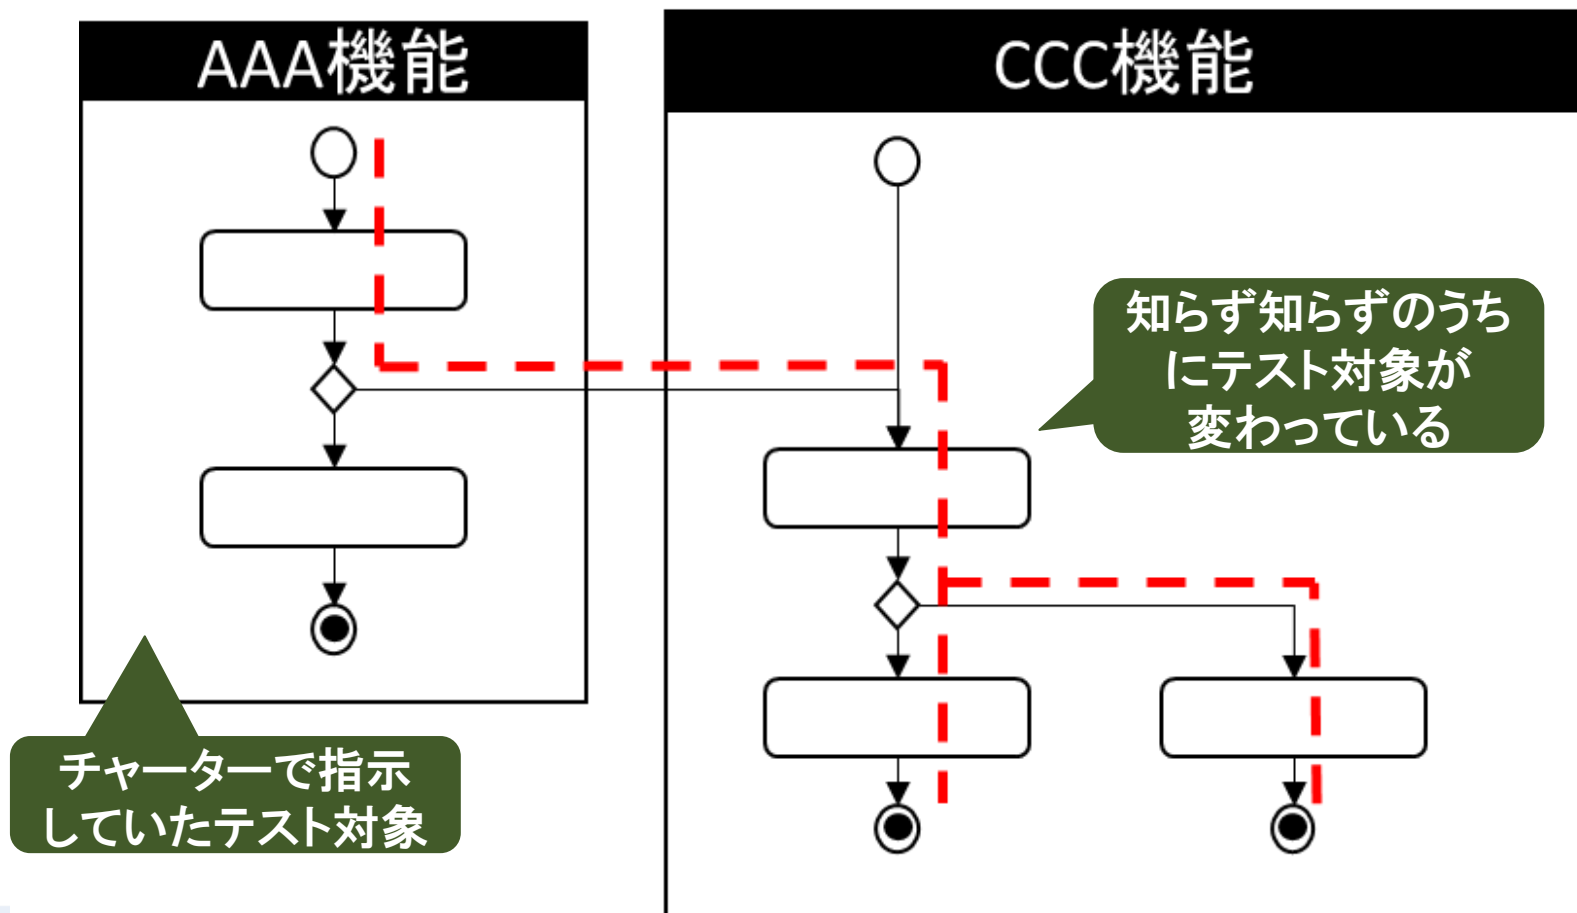 AAA機能
CCC機能
知らず知らずのうち
にテスト対象が
変わっている
チャーターで指示
していたテスト対象